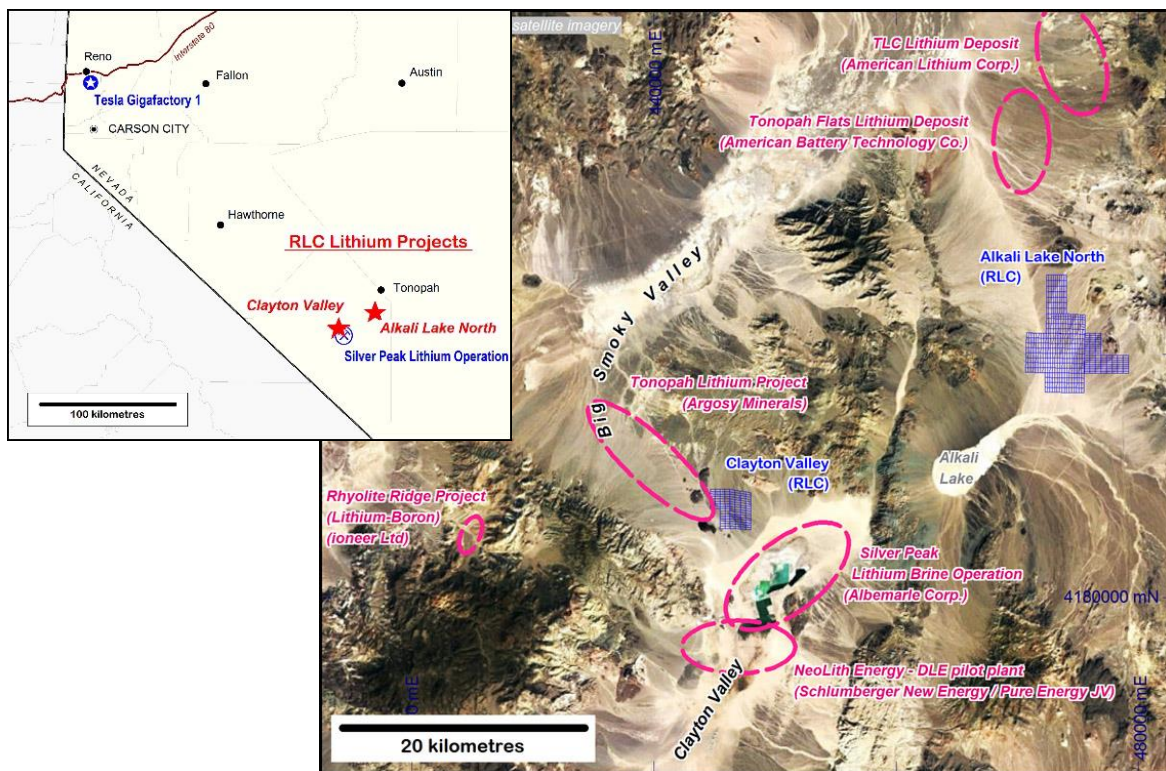 Reno
Interstate 80
Tesla Gigafactory 1
Fallon
Austin
CARSON CITY
NEVADA
CALIFORNIA
Hawthorne
RLC Lithium Projects
Tonopah
Clayton Valley
Alkali Lake North
Silver Peak Lithium Operation
100 kilometres
satellite imagery
440000 mE
TLC Lithium Deposit
(American Lithium Corp.)
Tonopah Flats Lithium Deposit
(American Battery Technology Co.)
Big Smoky Valley
Alkali Lake North
(RLC)
Tonopah Lithium Project
(Argosy Minerals)
Clayton Valley
(RLC)
Alkali
Lake
Rhyolite Ridge Project
(Lithium-Boron)
(ioneer Ltd)
Silver Peak
Lithium Brine Operation
(Albemarle Corp.)
4180000 mN
NeoLith Energy - DLE pilot plant
(Schlumberger New Energy / Pure Energy JV)
Clayton Valley
0 mE
480000 mE
20 kilometres